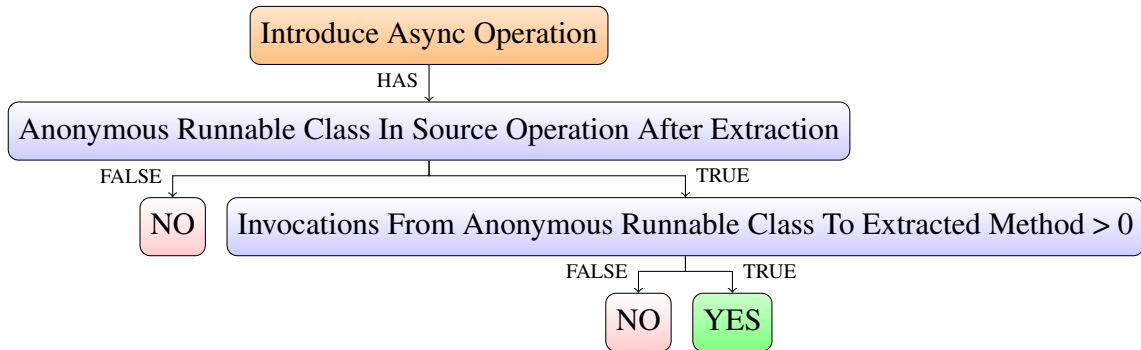 Introduce Async Operation
HAS
Anonymous Runnable Class In Source Operation After Extraction
FALSE
TRUE
NO
Invocations From Anonymous Runnable Class To Extracted Method > 0
FALSE
TRUE
NO
YES